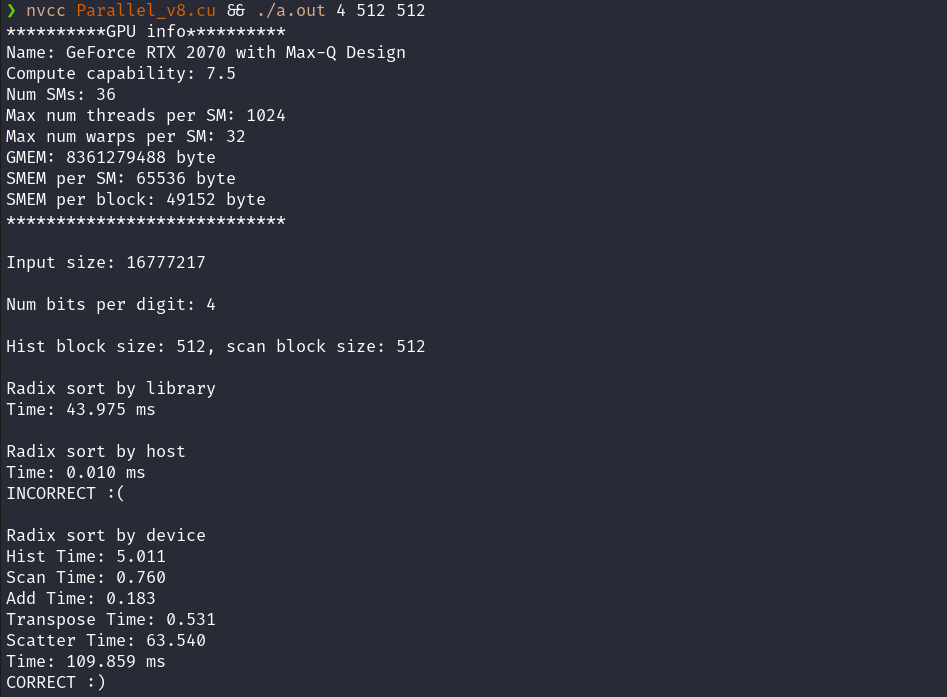 ❯ nvcc Parallel_v8.cu && ./a.out 4 512 512
**********GPU info**********
Name: GeForce RTX 2070 with Max-Q Design
Compute capability: 7.5
Num SMs: 36
Max num threads per SM: 1024
Max num warps per SM: 32
GMEM: 8361279488 byte
SMEM per SM: 65536 byte
SMEM per block: 49152 byte
****************************
Input size: 16777217
Num bits per digit: 4
Hist block size: 512, scan block size: 512
Radix sort by library
Time: 43.975 ms
Radix sort by host
Time: 0.010 ms
INCORRECT :(
Radix sort by device
Hist Time: 5.011
Scan Time: 0.760
Add Time: 0.183
Transpose Time: 0.531
Scatter Time: 63.540
Time: 109.859 ms
CORRECT :)